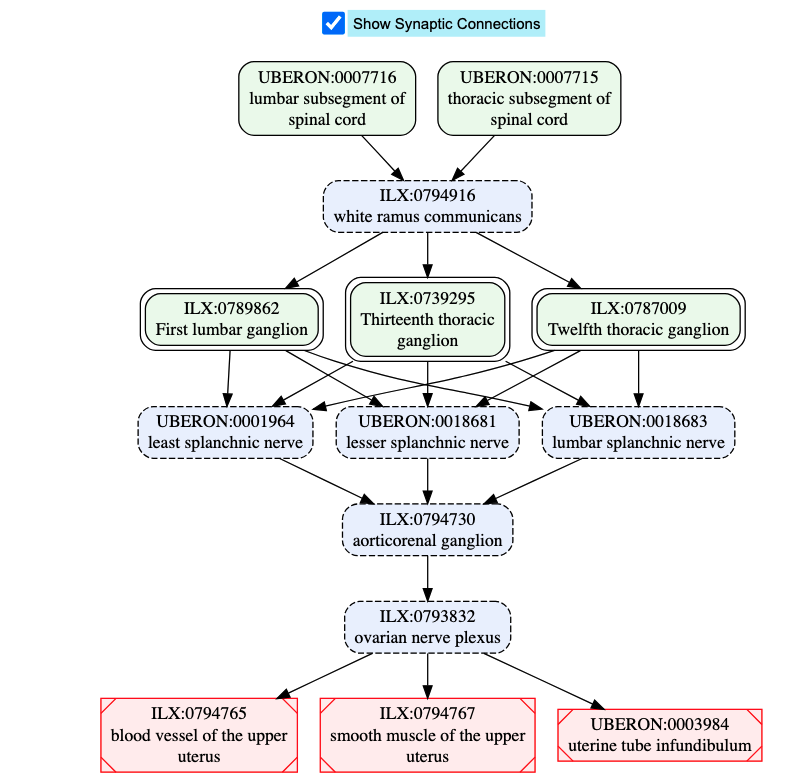 Show Synaptic Connections
UBERON:0007716
lumbar subsegment of
spinal cord
UBERON:0007715
thoracic subsegment of
spinal cord
ILX:0794916
white ramus communicans
ILX:0789862
First lumbar ganglion
ILX:0739295
Thirteenth thoracic
ganglion
ILX:0787009
Twelfth thoracic ganglion
UBERON:0001964
least splanchnic nerve
UBERON:0018681
lesser splanchnic nerve
UBERON:0018683
lumbar splanchnic nerve
ILX:0794730
aorticorenal ganglion
ILX:0793832
ovarian nerve plexus
ILX:0794765
blood vessel of the upper
uterus
ILX:0794767
smooth muscle of the upper
uterus
UBERON:0003984
uterine tube infundibulum